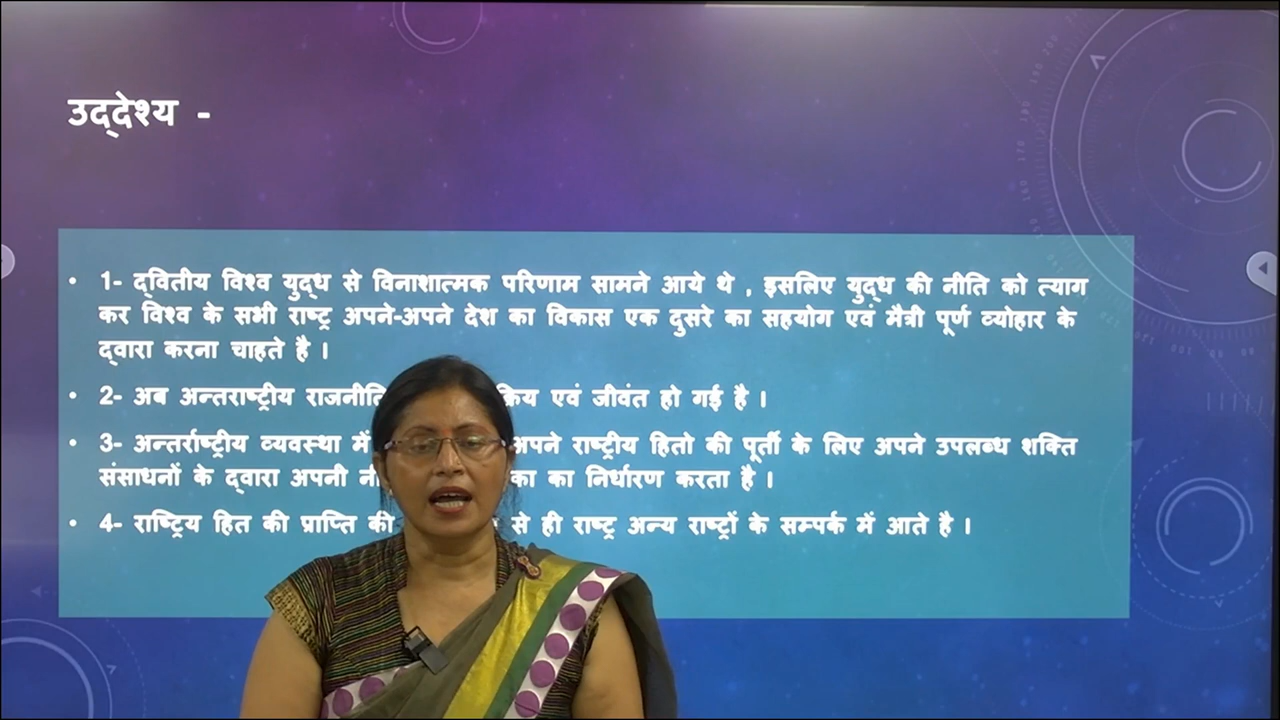 उद्देश्य -
• 1- द्वितीय विश्व युद्ध से विनाशात्मक परिणाम सामने आये थे , इसलिए युद्ध की नीति को त्याग
कर विश्व के सभी राष्ट्र अपने-अपने देश का विकास एक दुसरे का सहयोग एवं मैत्री पूर्ण व्योहार के
द्वारा करना चाहते है ।
• 2- अब अन्तराष्ट्रीय एवं जीवंत हो गई है ।
• 3- अन्तर्राष्ट्रीय व्यवस्था में अपने राष्ट्रीय हितो की पूर्ती के लिए अपने उपलब्ध शक्ति
संसाधनों के द्वारा अपनी का निर्धारण करता है ।
• 4- राष्ट्रिय हित की प्राप्ति की से ही राष्ट्र अन्य राष्ट्रों के सम्पर्क में आते है ।